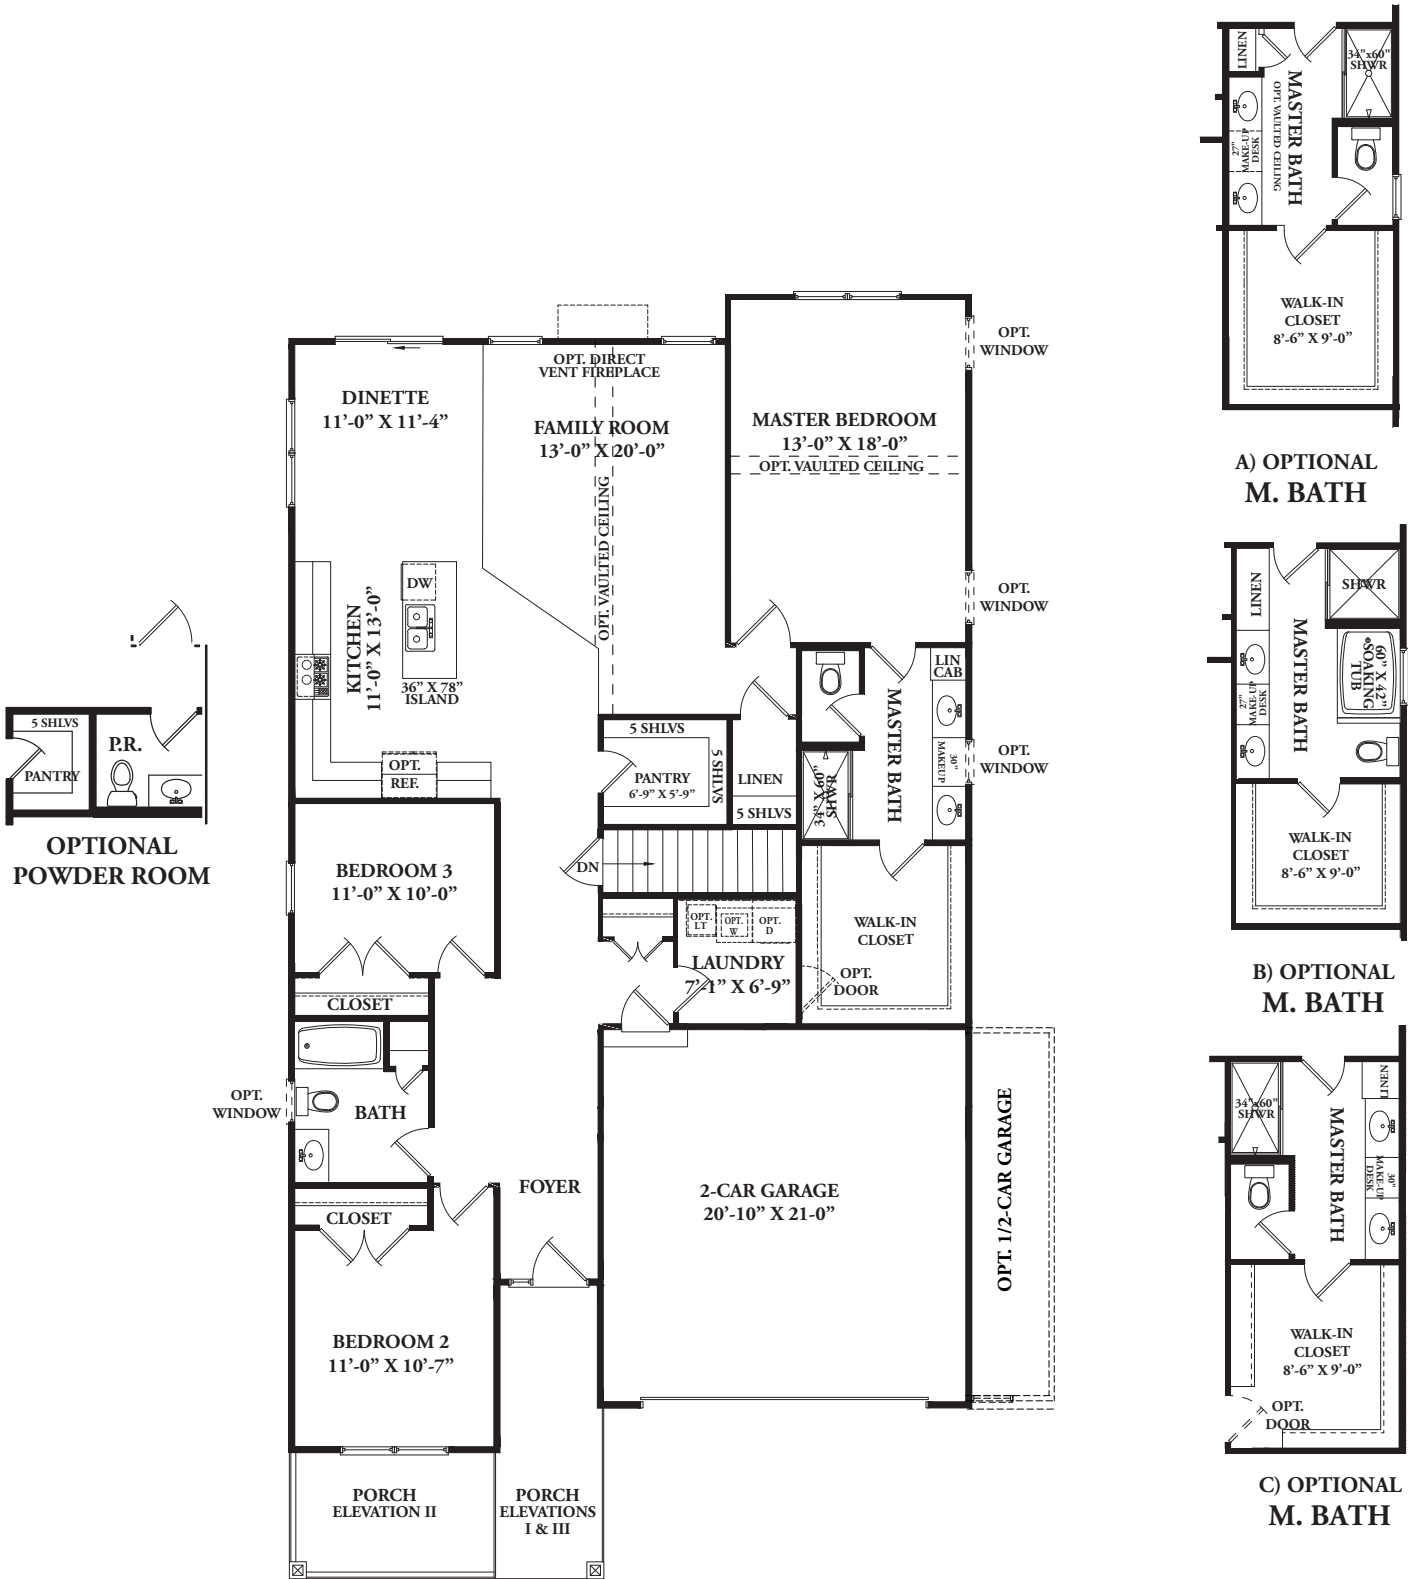 LINEN
34"x60"
SHWR
MASTER BATH
OPT. VAULTED CEILING
27"
MAKE-UP
DESK
WALK-IN
CLOSET
8'-6" X 9'-0"
A) OPTIONAL
M. BATH
OPT.
WINDOW
OPT. DIRECT
VENT FIREPLACE
DINETTE
11'-0" X 11'-4"
FAMILY ROOM
13'-0" X 20'-0"
OPT. VAULTED CEILING
MASTER BEDROOM
13'-0" X 18'-0"
OPT. VAULTED CEILING
OPT.
WINDOW
KITCHEN
11'-0" X 13'-0"
DW
36" X 78"
ISLAND
OPT.
REF.
LIN
CAB
MASTER BATH
30"
MAKEUP
OPT.
WINDOW
34" X 60"
SHWR
5 SHLVS
5 SHLVS
PANTRY
6'-9" X 5'-9"
LINEN
5 SHLVS
LINEN
SHWR
MASTER BATH
60" X 42"
SOAKING
TUB
27"
MAKE-UP
DESK
WALK-IN
CLOSET
8'-6" X 9'-0"
B) OPTIONAL
M. BATH
5 SHLVS
PANTRY
P.R.
OPTIONAL
POWDER ROOM
BEDROOM 3
11'-0" X 10'-0"
DN
OPT.
LT
OPT.
W
OPT.
D
LAUNDRY
7'-1" X 6'-9"
WALK-IN
CLOSET
OPT.
DOOR
CLOSET
OPT.
WINDOW
BATH
FOYER
CLOSET
2-CAR GARAGE
20'-10" X 21-0"
OPT. 1/2-CAR GARAGE
34"x60"
SHWR
LINEN
MASTER BATH
30"
MAKE-UP
DESK
WALK-IN
CLOSET
8'-6" X 9'-0"
OPT.
DOOR
C) OPTIONAL
M. BATH
BEDROOM 2
11'-0" X 10'-7"
PORCH
ELEVATION II
PORCH
ELEVATIONS
I & III